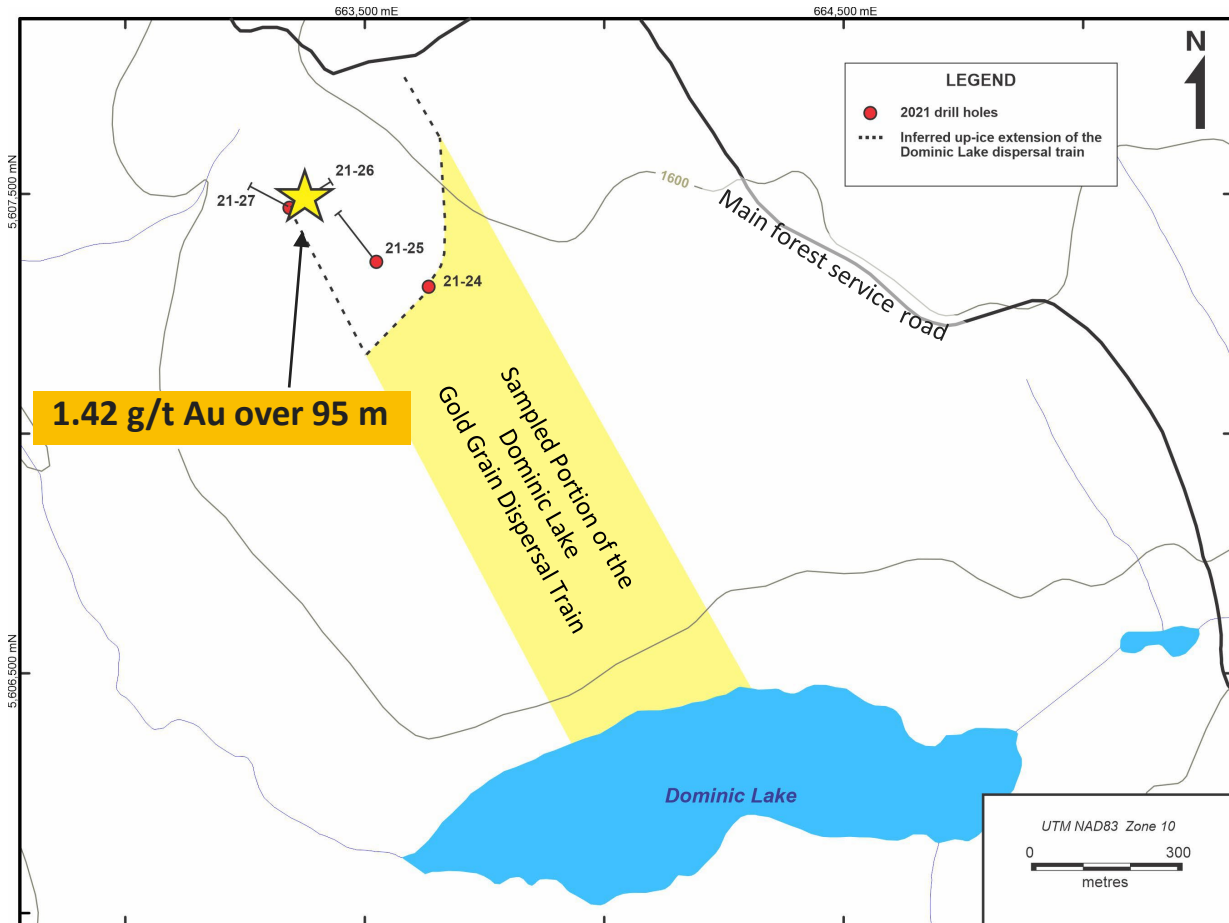 663,500 mE
664,500 mE
N
LEGEND
2021 drill holes
Inferred up-ice extension of the
Dominic Lake dispersal train
5,607,500 mN
1600
21-26
21-27
21-25
21-24
Main forest service road
1.42 g/t Au over 95 m
Sampled Portion of the
Dominic Lake
Gold Grain Dispersal Train
5,606,500 mN
Dominic Lake
UTM NAD83 Zone 10
0 300
metres